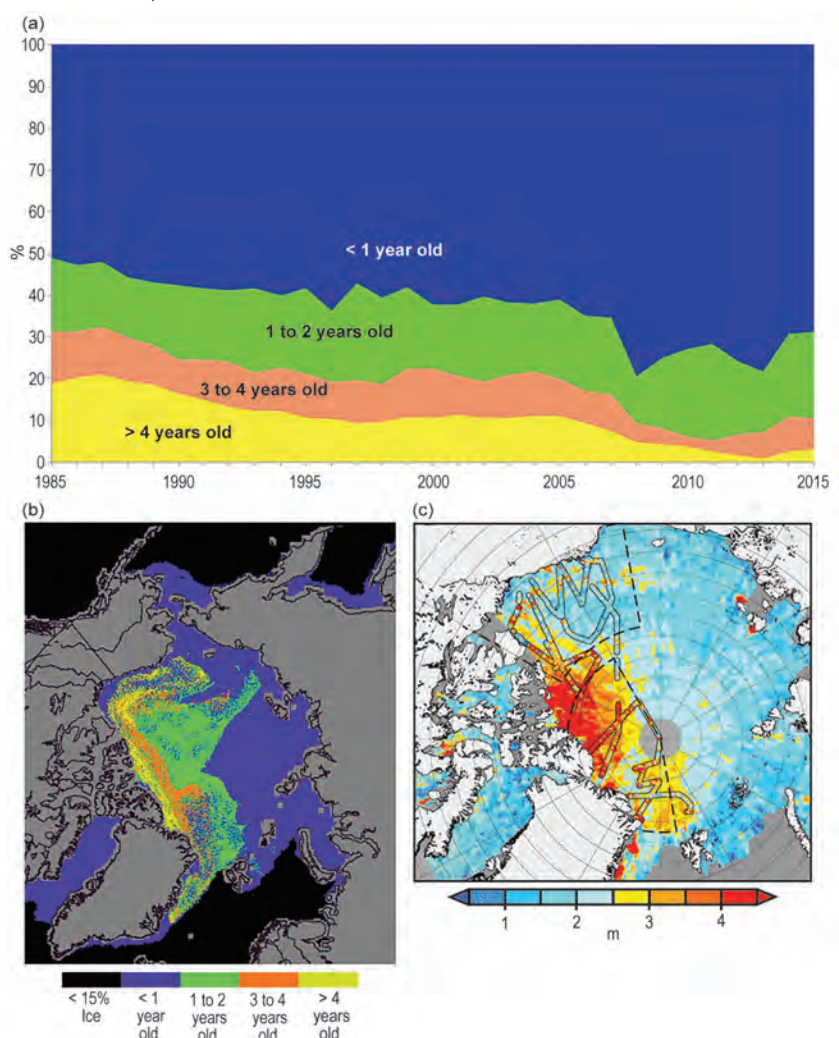 (a)
100
90
80
70
60
50
40
30
20
10
0
%
< 1 year old
1 to 2 years old
3 to 4 years old
> 4 years old
1985 1990 1995 2000 2005 2010 2015
(b)
(c)
< 15% Ice
< 1 year old
1 to 2 years old
3 to 4 years old
> 4 years old
1 2 3 4
m